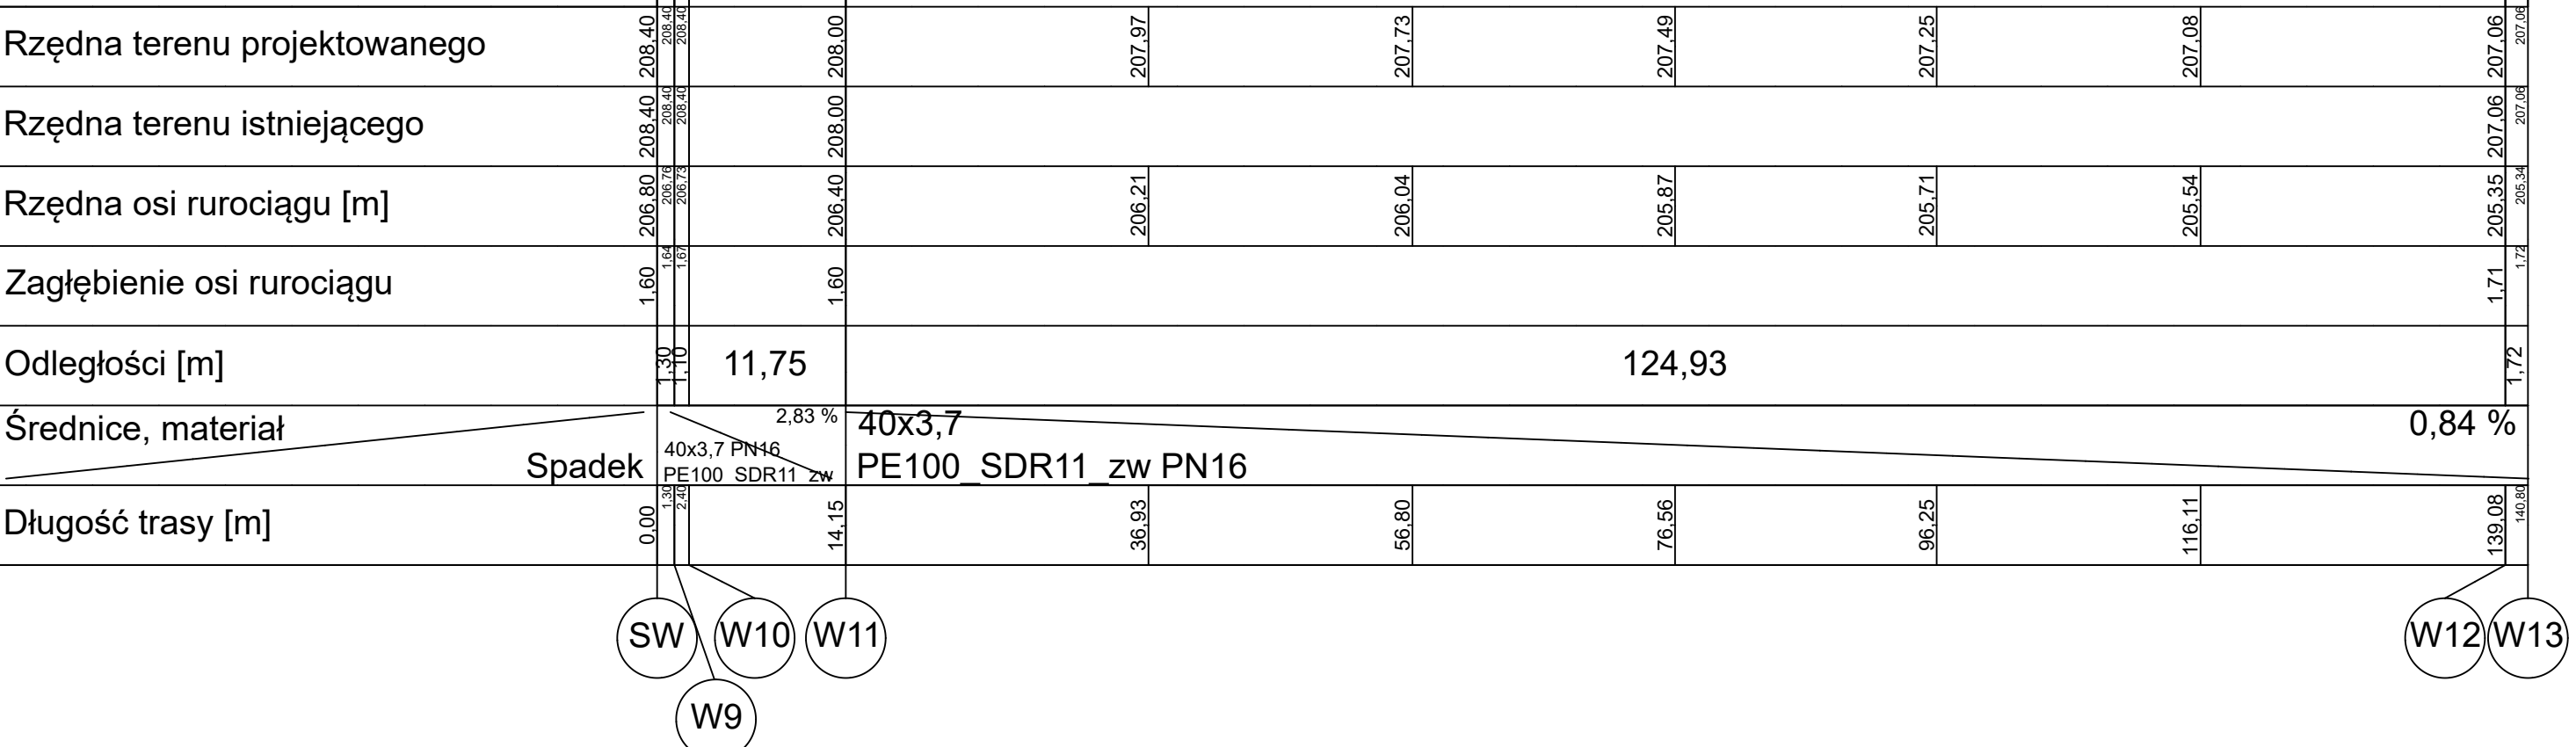 Rzędna terenu projektowanego 208,40 208,40 208,40 208,00 207,97 207,73 207,49 207,25 207,08 207,06 207,06
Rzędna terenu istniejącego 208,40 208,40 208,40 208,00 207,06 207,06
Rzędna osi rurociągu [m] 206,80 206,76 206,73 206,40 206,21 206,04 205,87 205,71 205,54 205,35 205,34
Zagłębienie osi rurociągu 1,60 1,64 1,67 1,60 1,71 1,72
Odległości [m] 1,30 1,10 11,75 124,93 1,72
Średnice, materiał 2,83 % 40x3,7 0,84 %
40x3,7 PN16
Spadek PE100_SDR11_zw PE100_SDR11_zw PN16
Długość trasy [m] 0,00 1,30 2,40 14,15 36,93 56,80 76,56 96,25 116,11 139,08 140,80
SW W10 W11 W12 W13
W9